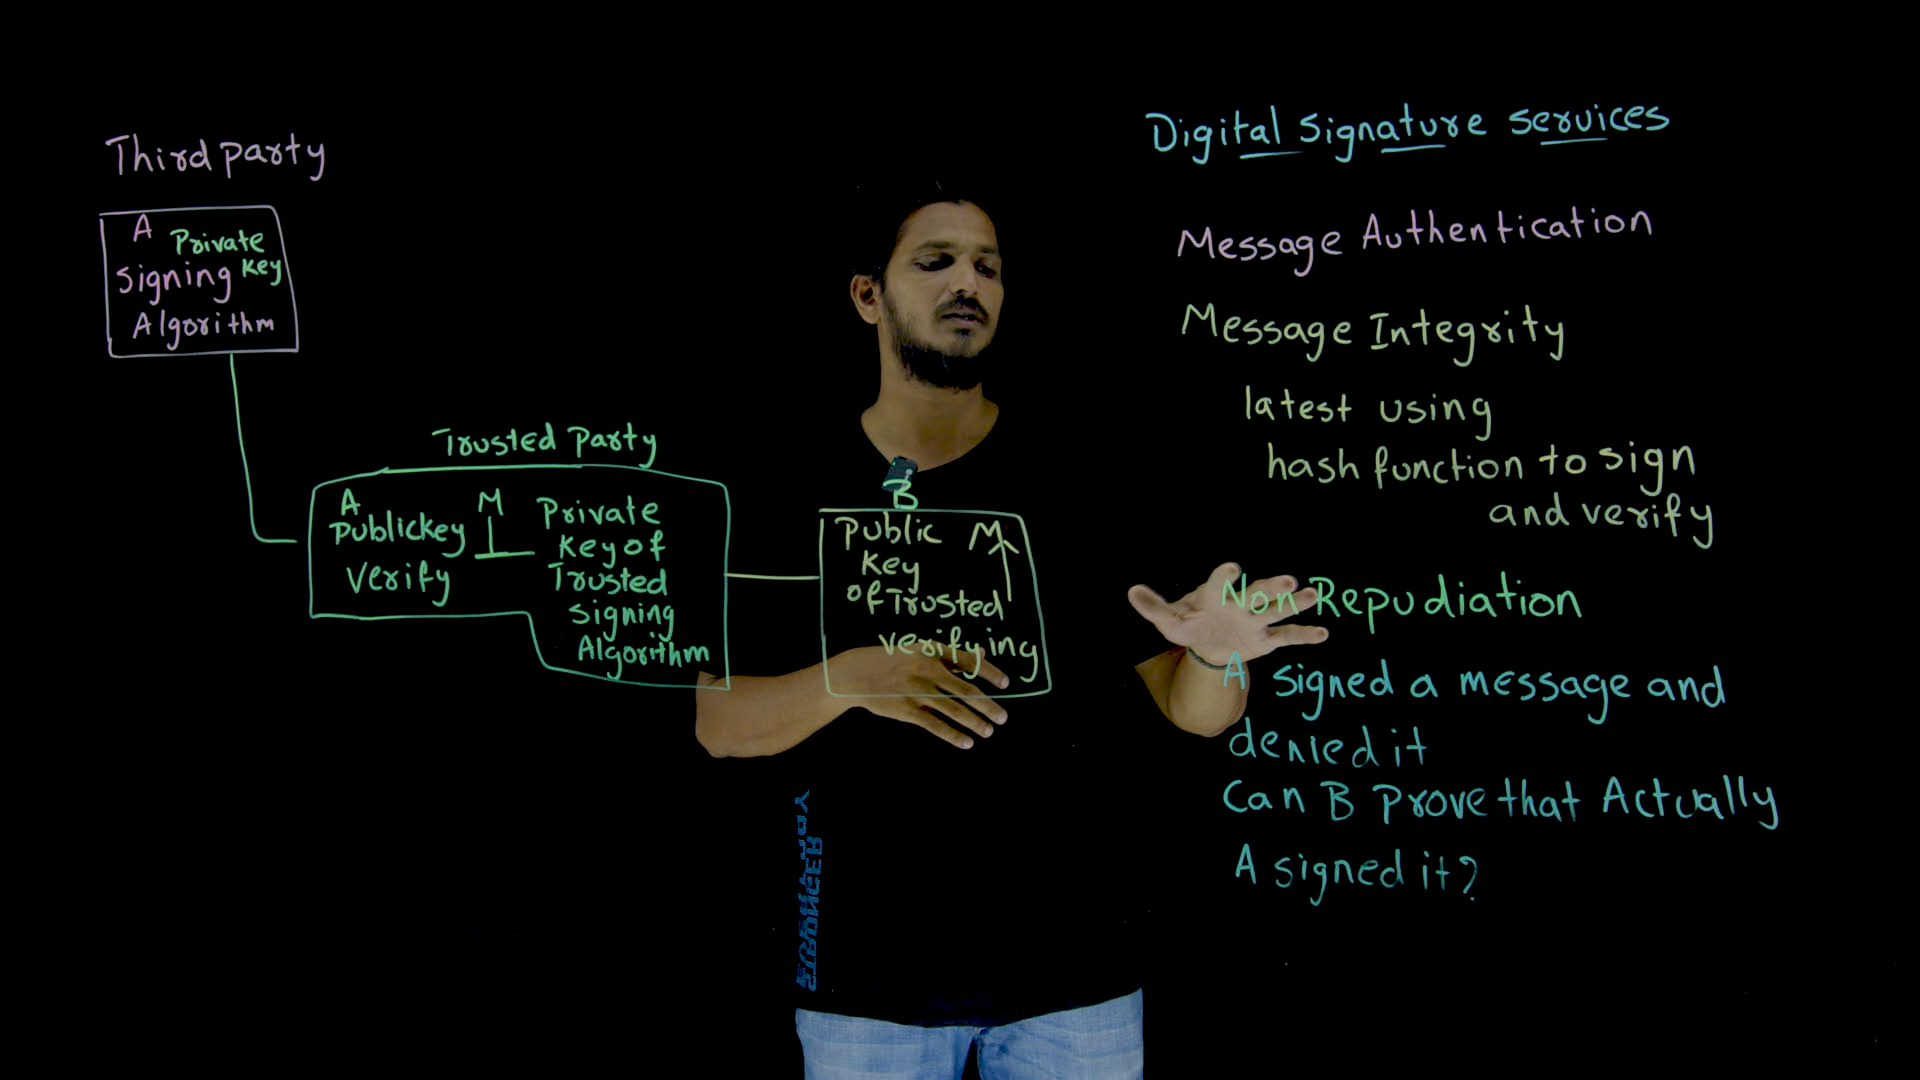 Third party
A Private
Signing Key
Algorithm
Trusted Party
A
Publickey
Verify
M
Private
Key of
Trusted
Signing
Algorithm
B
Public M
Key
of Trusted
verifying
Digital Signature services
Message Authentication
Message Integrity
latest using
hash function to sign
and verify
Non Repudiation
A signed a message and
denied it
Can B prove that Actually
A signed it?